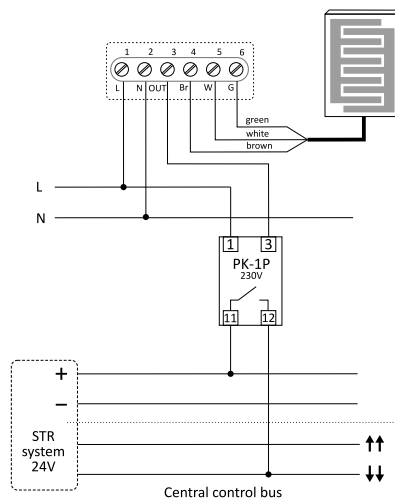 1 2 3 4 5 6
L N OUT Br W G
green
white
brown
L
N
1 3
PK-1P
230V
11 12
+
−
STR
system
24V
Central control bus